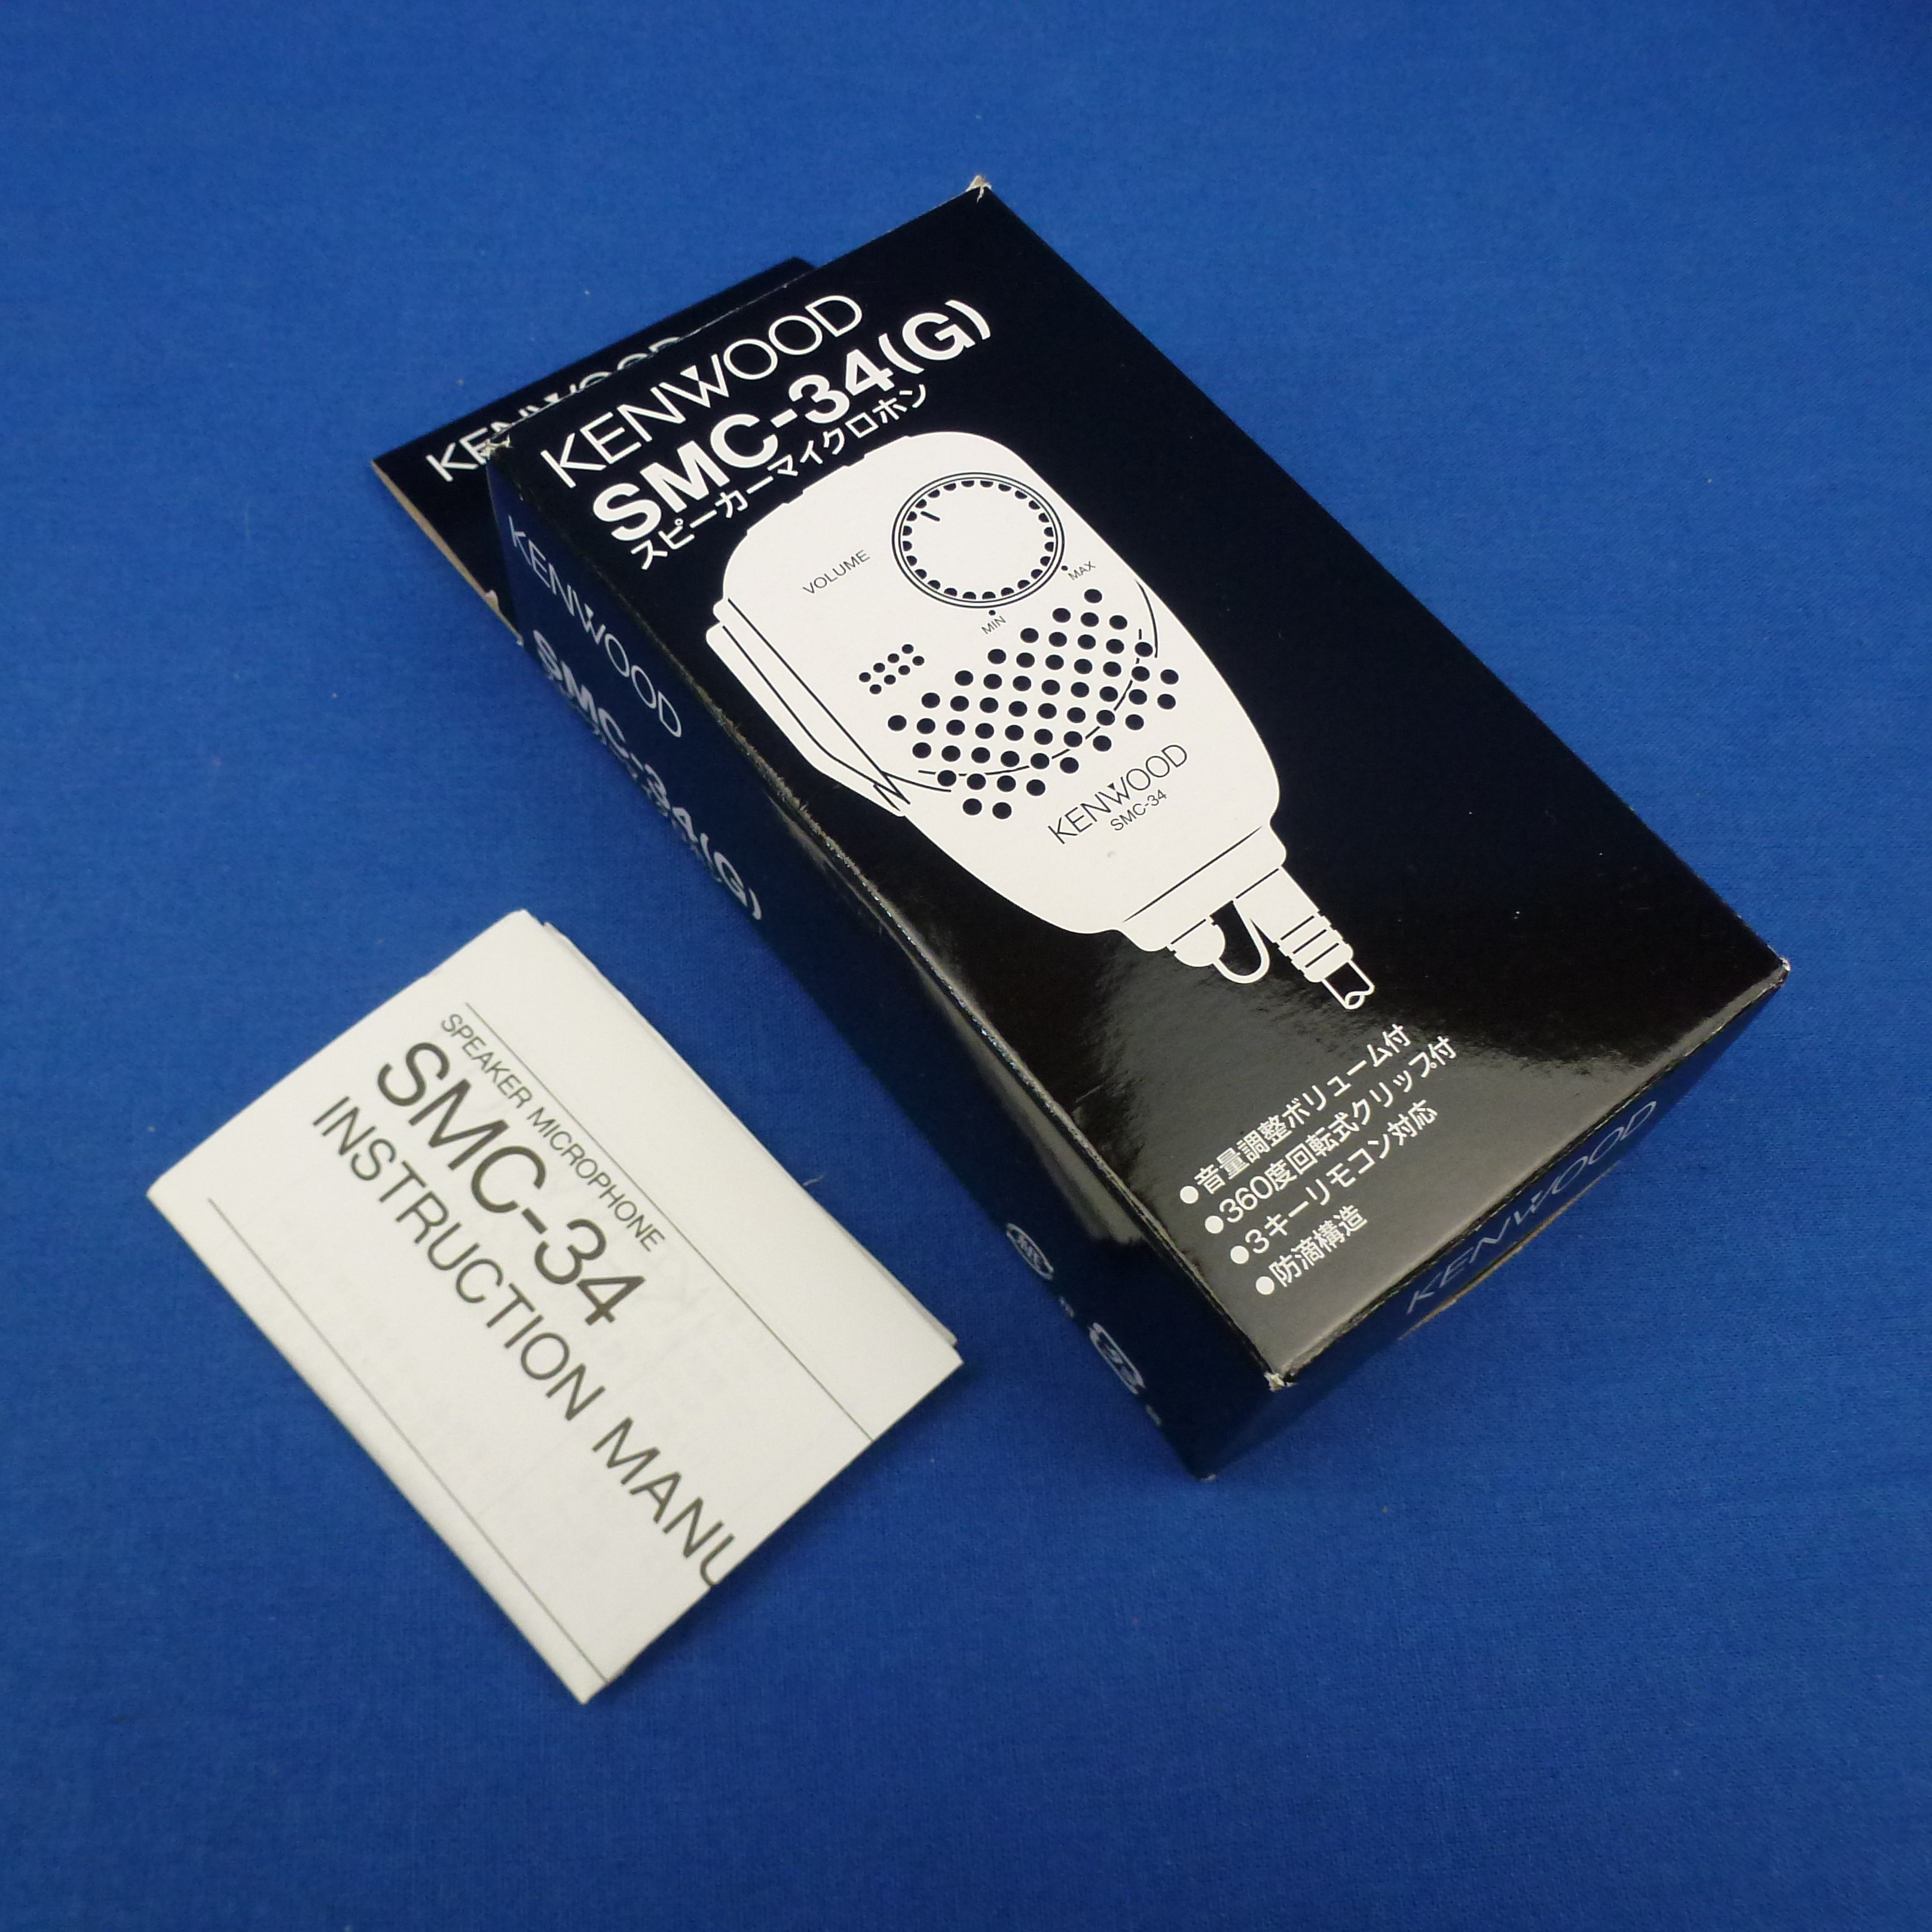 KENWOOD
KENWOOD
SMC-34(G)
スピーカーマイクロホン
VOLUME
MAX
MIN
KENWOOD
SMC-34
●音量調整ボリューム付
●360度回転式クリップ付
●3キーリモコン対応
●防滴構造
KENWOOD
SMC-34(G)
KENWOOD
SPEAKER MICROPHONE
SMC-34
INSTRUCTION MANU